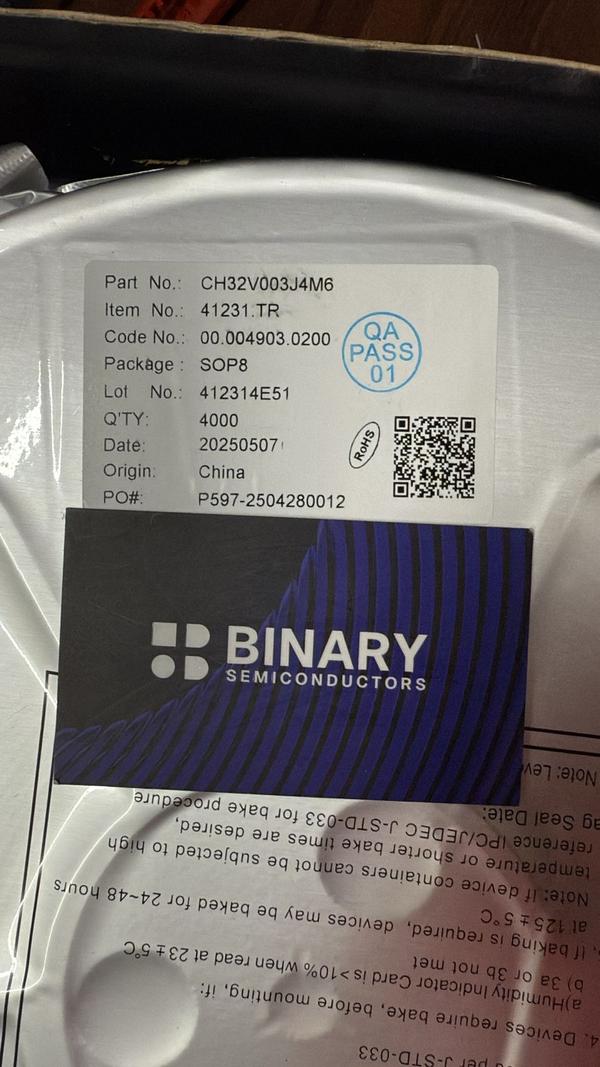 Part No.: CH32V003J4M6
Item No.: 41231.TR
Code No.: 00.004903.0200
Package : SOP8
Lot No.: 412314E51
Q'TY: 4000
Date: 20250507
Origin: China
PO#: P597-2504280012
QA
PASS
01
RoHS
BINARY
SEMICONDUCTORS
per J-STD-033
4. Devices require bake, before mounting, if:
a)Humidity Indicator Card is >10% when read at 23±5℃
b) 3a or 3b not met
If baking is required, devices may be baked for 24~48 hours
at 125±5℃
Note: If device containers cannot be subjected to high
temperature or shorter bake times are desired,
reference IPC/JEDEC J-STD-033 for bake procedure
Seal Date:
Note: